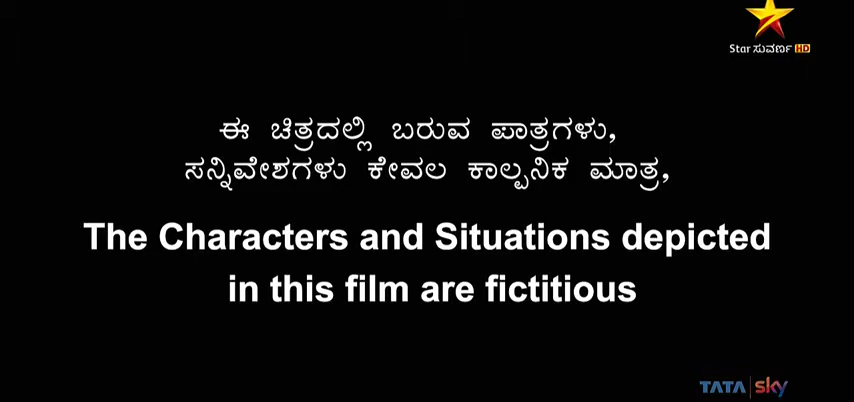 Star ಸುವರ್ಣ HD
ಈ ಚಿತ್ರದಲ್ಲಿ ಬರುವ ಪಾತ್ರಗಳು,
ಸನ್ನಿವೇಶಗಳು ಕೇವಲ ಕಾಲ್ಪನಿಕ ಮಾತ್ರ,
The Characters and Situations depicted
in this film are fictitious
TATA sky